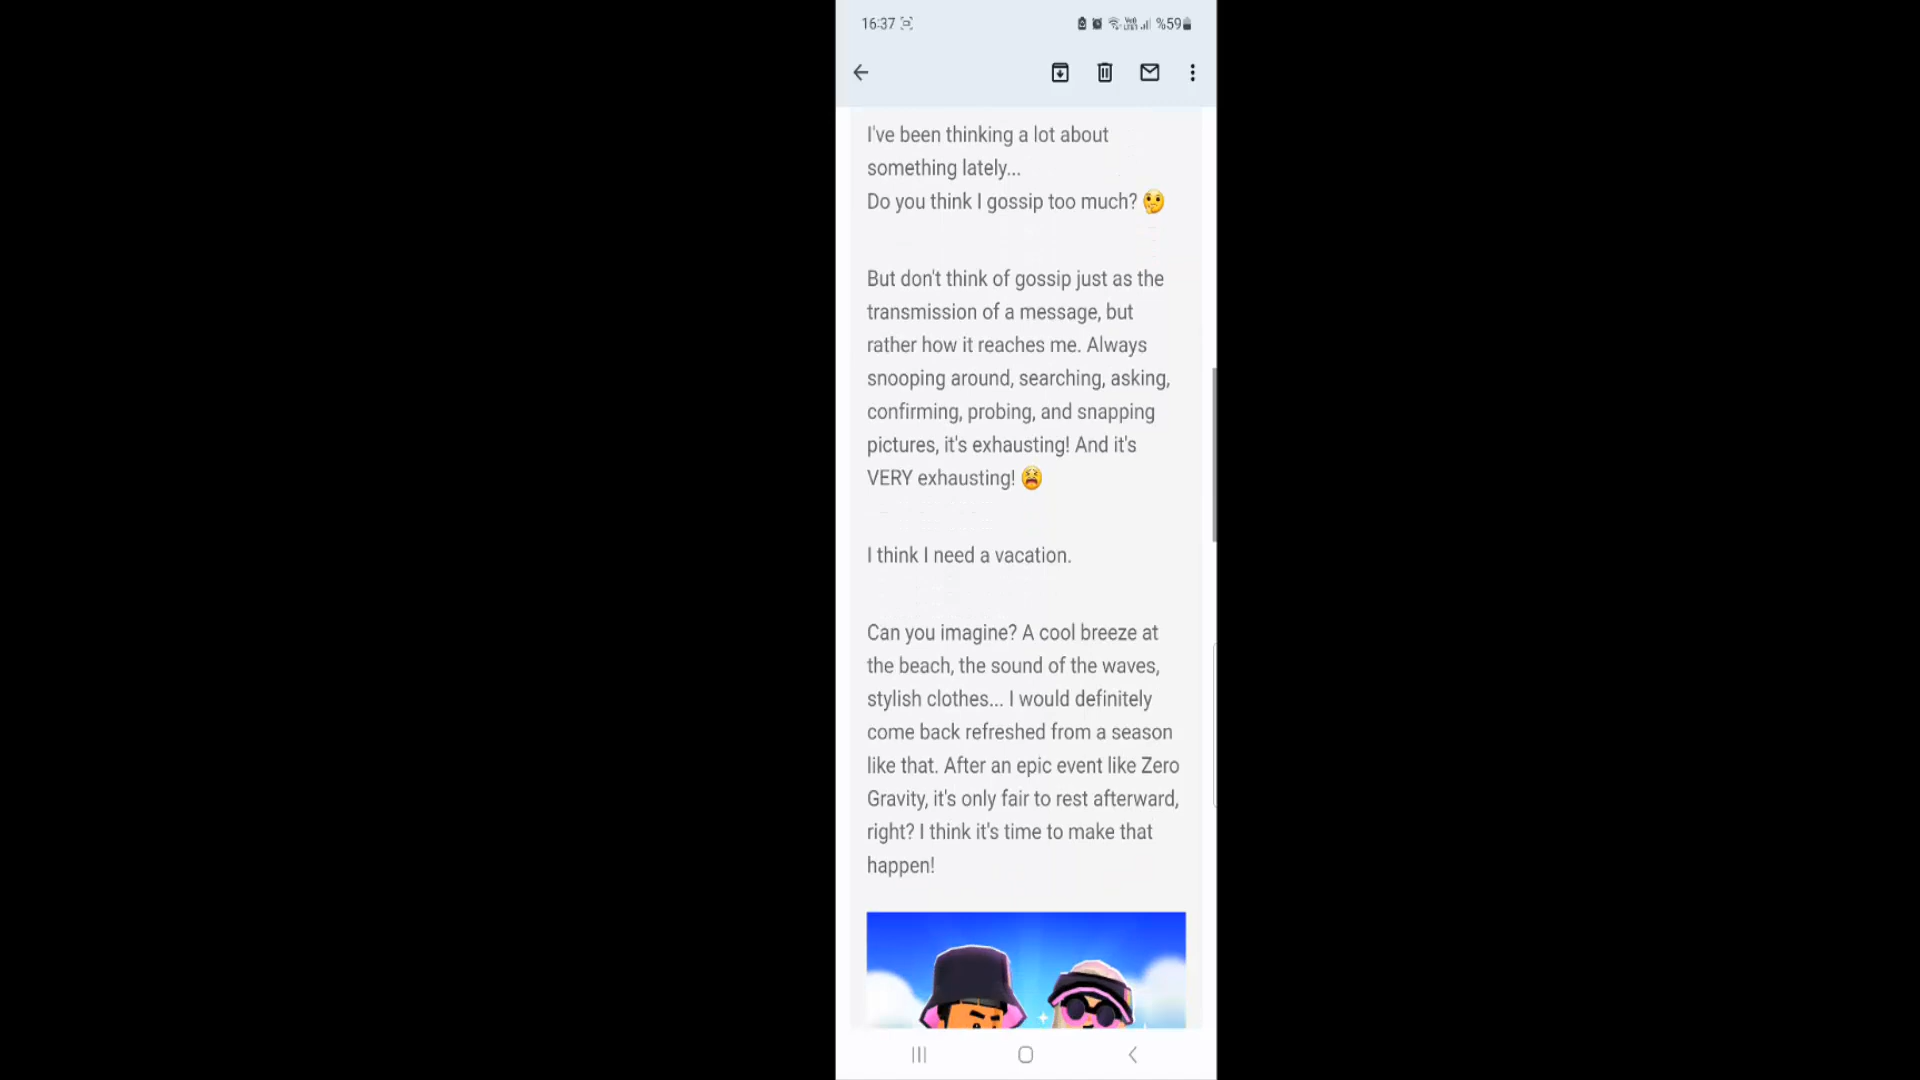 16:37 %59
I've been thinking a lot about
something lately...
Do you think I gossip too much? 🤔
But don't think of gossip just as the
transmission of a message, but
rather how it reaches me. Always
snooping around, searching, asking,
confirming, probing, and snapping
pictures, it's exhausting! And it's
VERY exhausting! 😫
I think I need a vacation.
Can you imagine? A cool breeze at
the beach, the sound of the waves,
stylish clothes... I would definitely
come back refreshed from a season
like that. After an epic event like Zero
Gravity, it's only fair to rest afterward,
right? I think it's time to make that
happen!